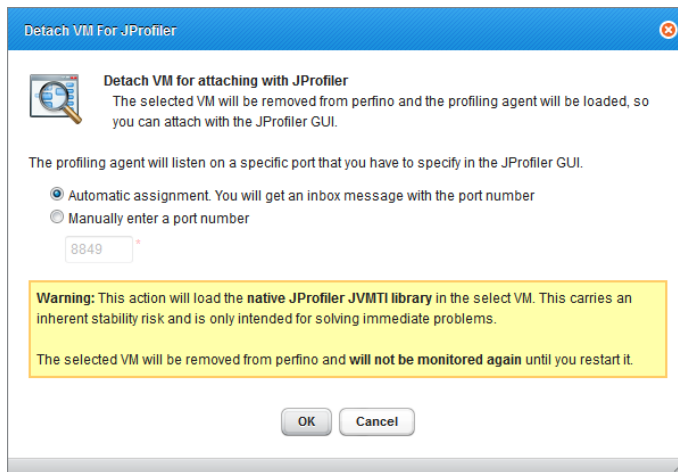 Detach VM For JProfiler
Detach VM for attaching with JProfiler
The selected VM will be removed from perfino and the profiling agent will be loaded, so
you can attach with the JProfiler GUI.
The profiling agent will listen on a specific port that you have to specify in the JProfiler GUI.
Automatic assignment. You will get an inbox message with the port number
Manually enter a port number
8849 *
Warning: This action will load the native JProfiler JVMTI library in the select VM. This carries an
inherent stability risk and is only intended for solving immediate problems.
The selected VM will be removed from perfino and will not be monitored again until you restart it.
OK Cancel